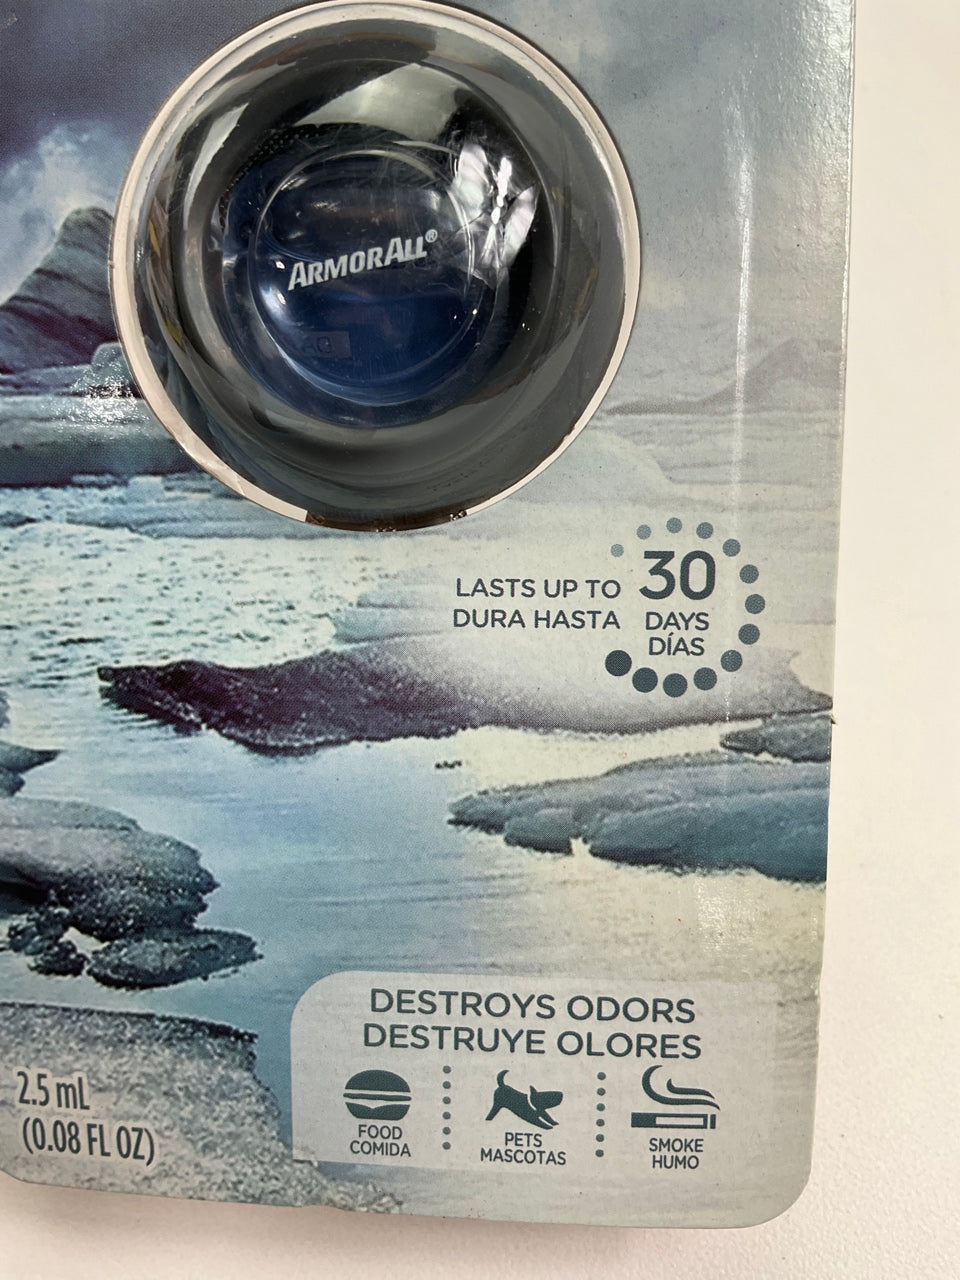 ARMORALL®
LASTS UP TO
DURA HASTA
30
DAYS
DÍAS
DESTROYS ODORS
DESTRUYE OLORES
FOOD
COMIDA
PETS
MASCOTAS
SMOKE
HUMO
2.5 mL
(0.08 FL OZ)